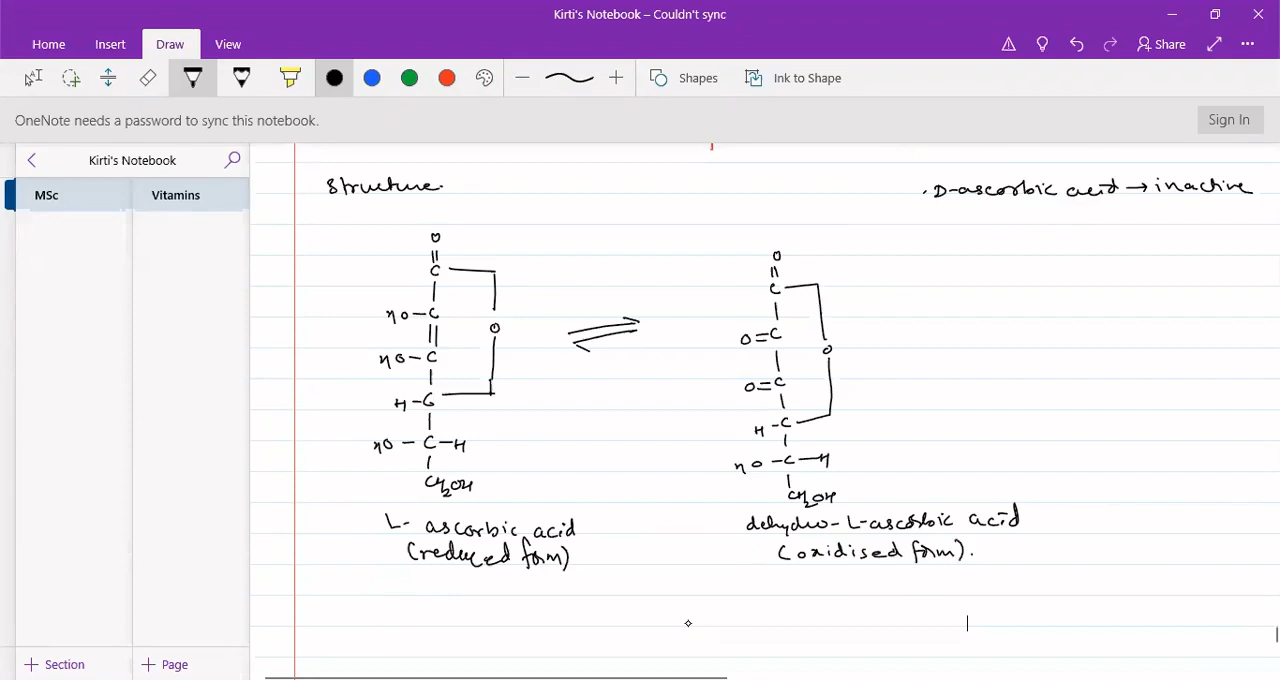 Kirti's Notebook – Couldn't sync
Home Insert Draw View
Share
Shapes
Ink to Shape
OneNote needs a password to sync this notebook.
Sign In
Kirti's Notebook
MSc
Vitamins
Structure.
. D-ascorbic acid → inactive
O
||
C
HO–C
||
HO–C
H–C
HO–C–H
CH2OH
O
⇌
O
||
C
O=C
O=C
H–C
HO–C–H
CH2OH
O
L- ascorbic acid
(reduced form)
dehydro-L-ascorbic acid
(oxidised form).
+ Section
+ Page